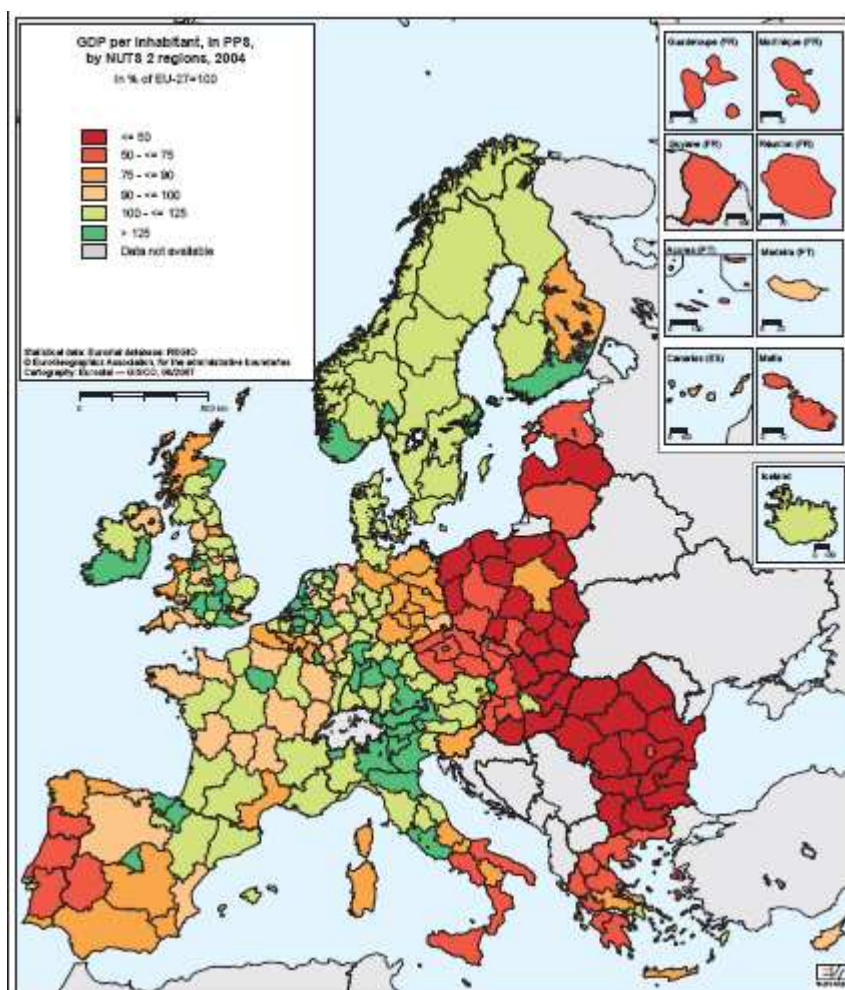 GDP per inhabitant, in PPS,
by NUTS 2 regions, 2004
in % of EU-27=100
<= 50
50 - <= 75
75 - <= 90
90 - <= 100
100 - <= 125
> 125
Data not available
Statistical data: Eurostat database: REGIO
© EuroGeographics Association, for the administrative boundaries
Cartography: Eurostat — GISCO, 06/2007
0
Guadeloupe (FR)
Martinique (FR)
Guyane (FR)
Réunion (FR)
Açores (PT)
Madeira (PT)
Canarias (ES)
Malta
Iceland